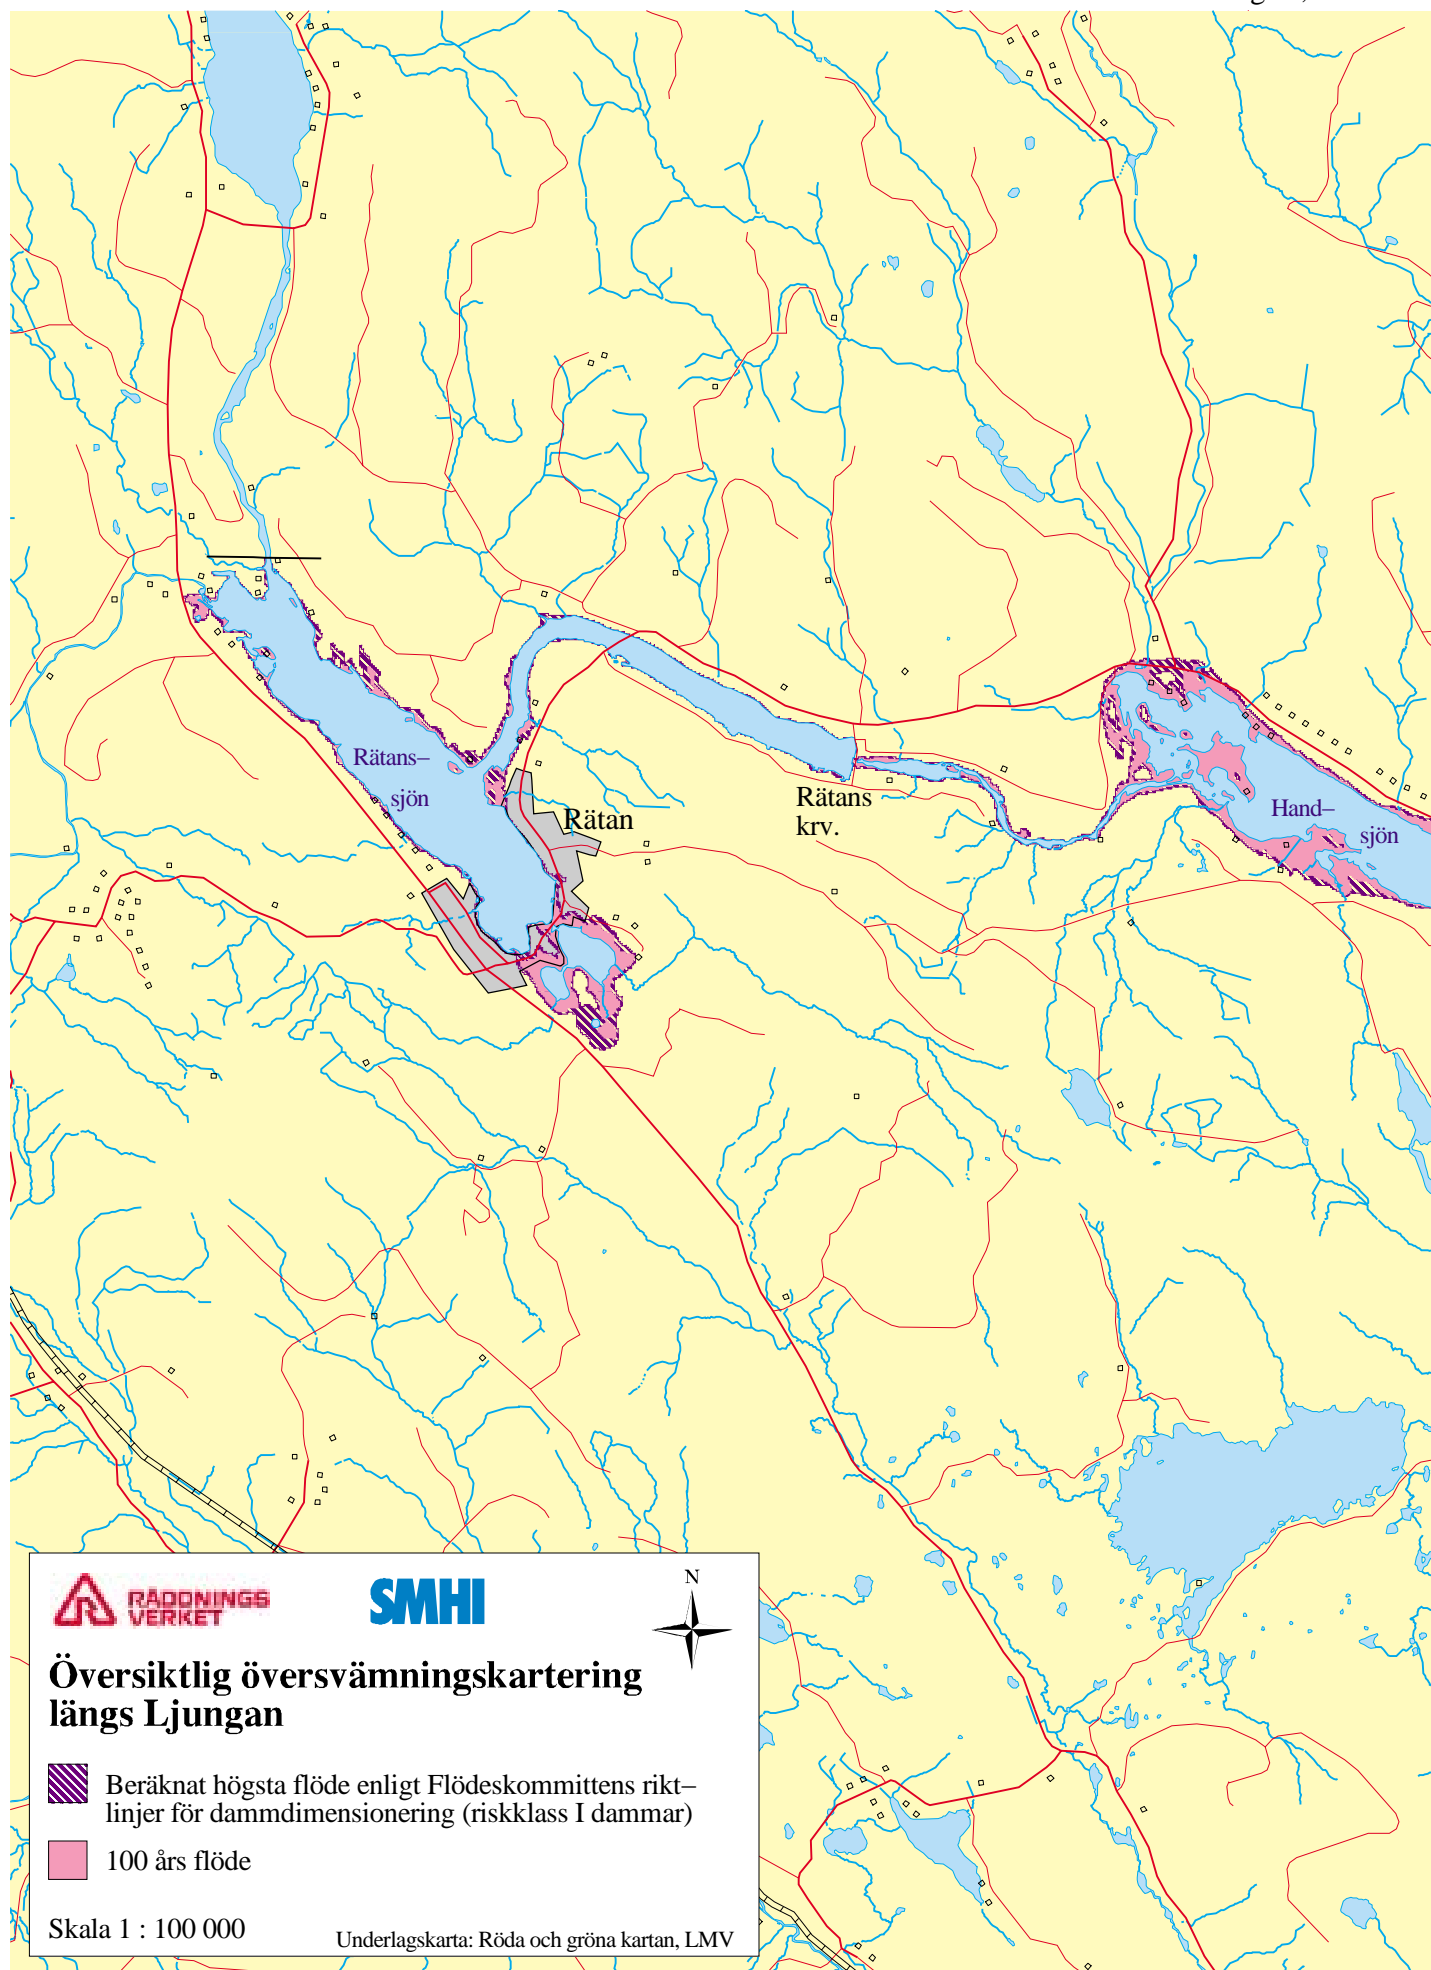 Rätans–
sjön
Rätan
Rätans
krv.
Hand–
sjön
RÄDDNINGS
VERKET
SMHI
N
Översiktlig översvämningskartering
längs Ljungan
Beräknat högsta flöde enligt Flödeskommittens rikt–
linjer för dammdimensionering (riskklass I dammar)
100 års flöde
Skala 1 : 100 000
Underlagskarta: Röda och gröna kartan, LMV